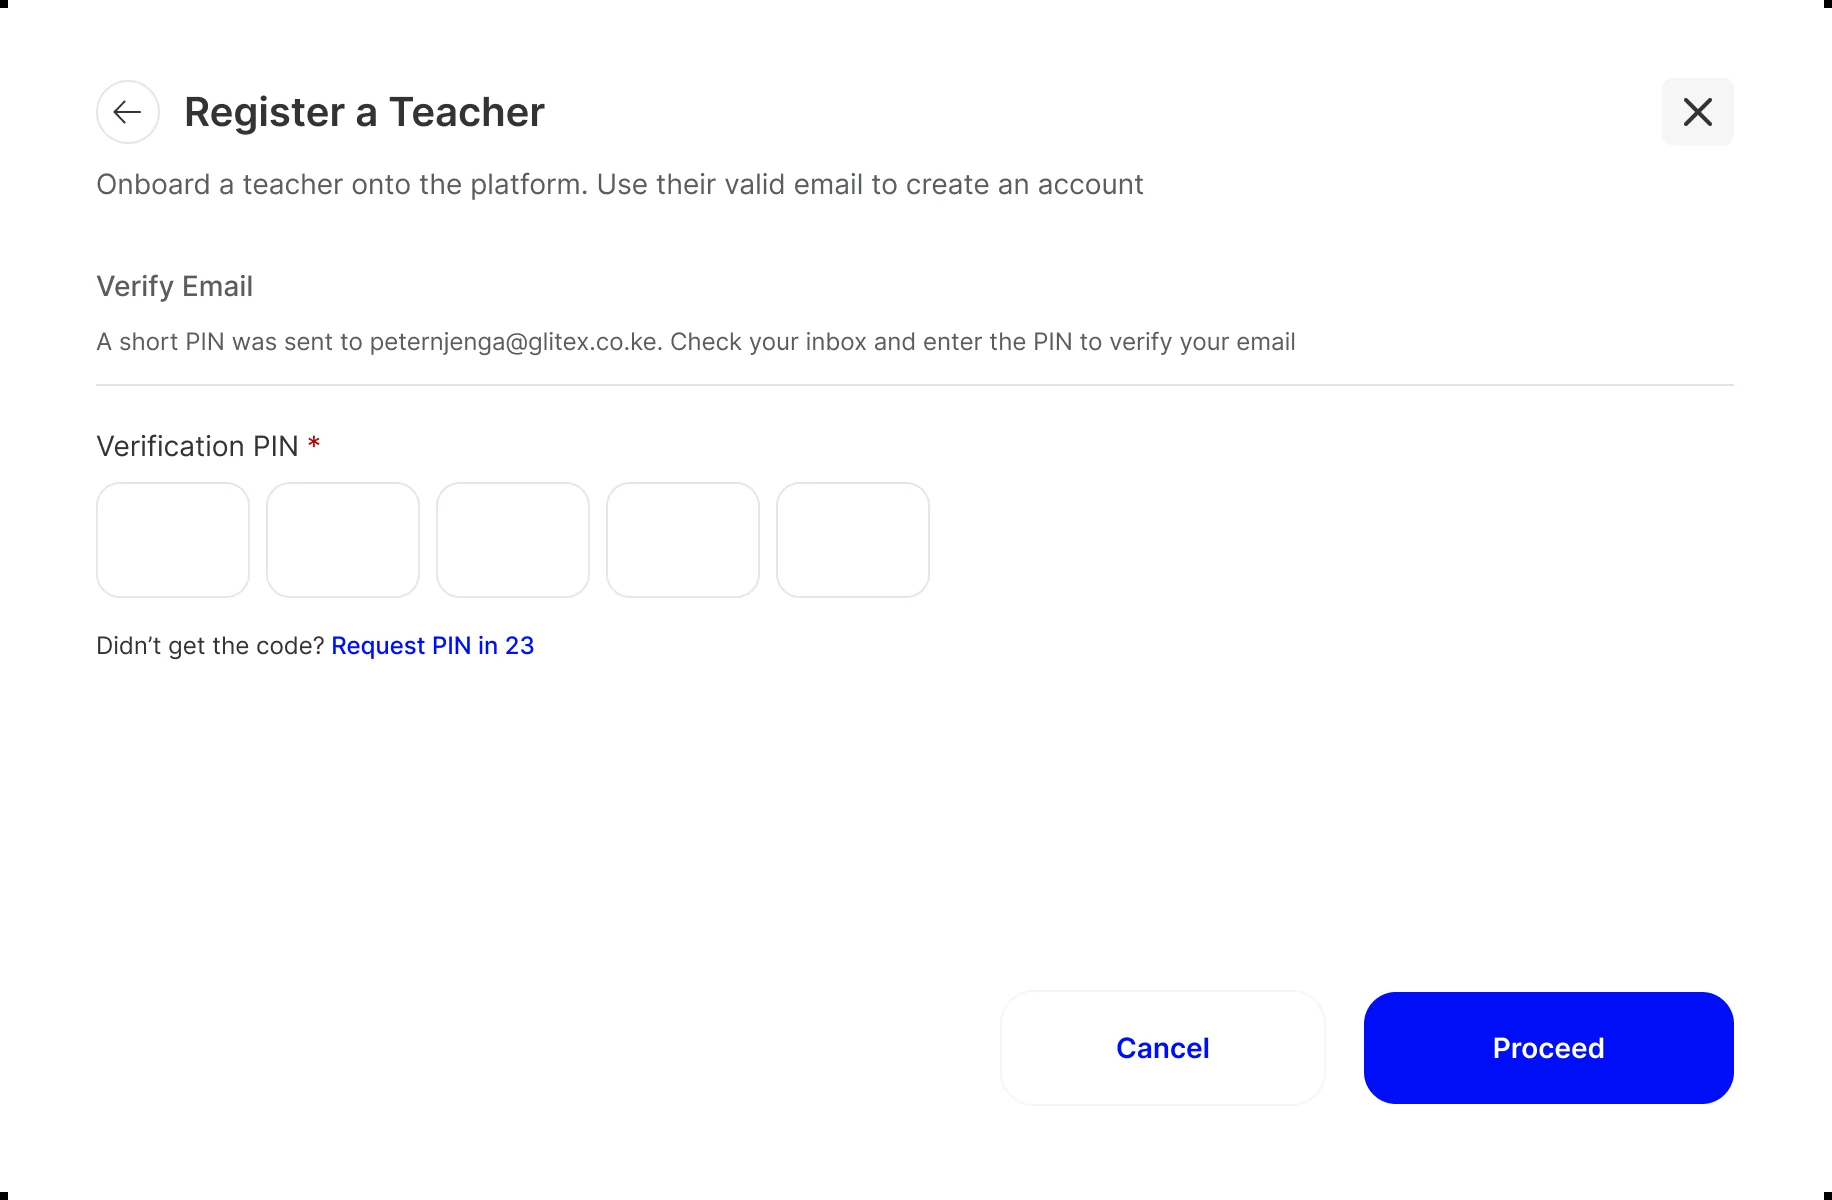 Register a Teacher
Onboard a teacher onto the platform. Use their valid email to create an account
Verify Email
A short PIN was sent to peternjenga@glitex.co.ke. Check your inbox and enter the PIN to verify your email
Verification PIN *
Didn’t get the code? Request PIN in 23
Cancel
Proceed